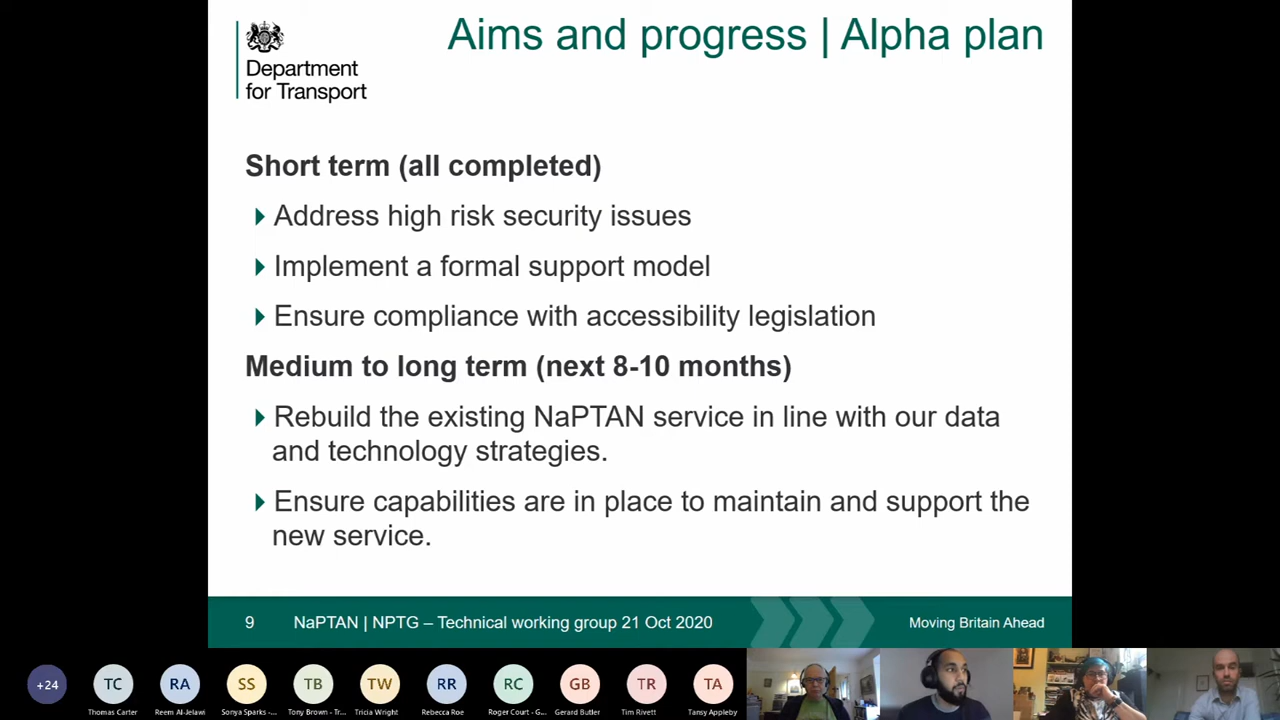 Aims and progress | Alpha plan
Department
for Transport
Short term (all completed)
Address high risk security issues
Implement a formal support model
Ensure compliance with accessibility legislation
Medium to long term (next 8-10 months)
Rebuild the existing NaPTAN service in line with our data
and technology strategies.
Ensure capabilities are in place to maintain and support the
new service.
9
NaPTAN | NPTG – Technical working group 21 Oct 2020
Moving Britain Ahead
+24
TC
RA
SS
TB
TW
RR
RC
GB
TR
TA
Thomas Carter
Reem Al-Jelawi
Sonya Sparks -...
Tony Brown - Tr...
Tricia Wright
Rebecca Roe
Roger Court - G...
Gerard Butler
Tim Rivett
Tansy Appleby